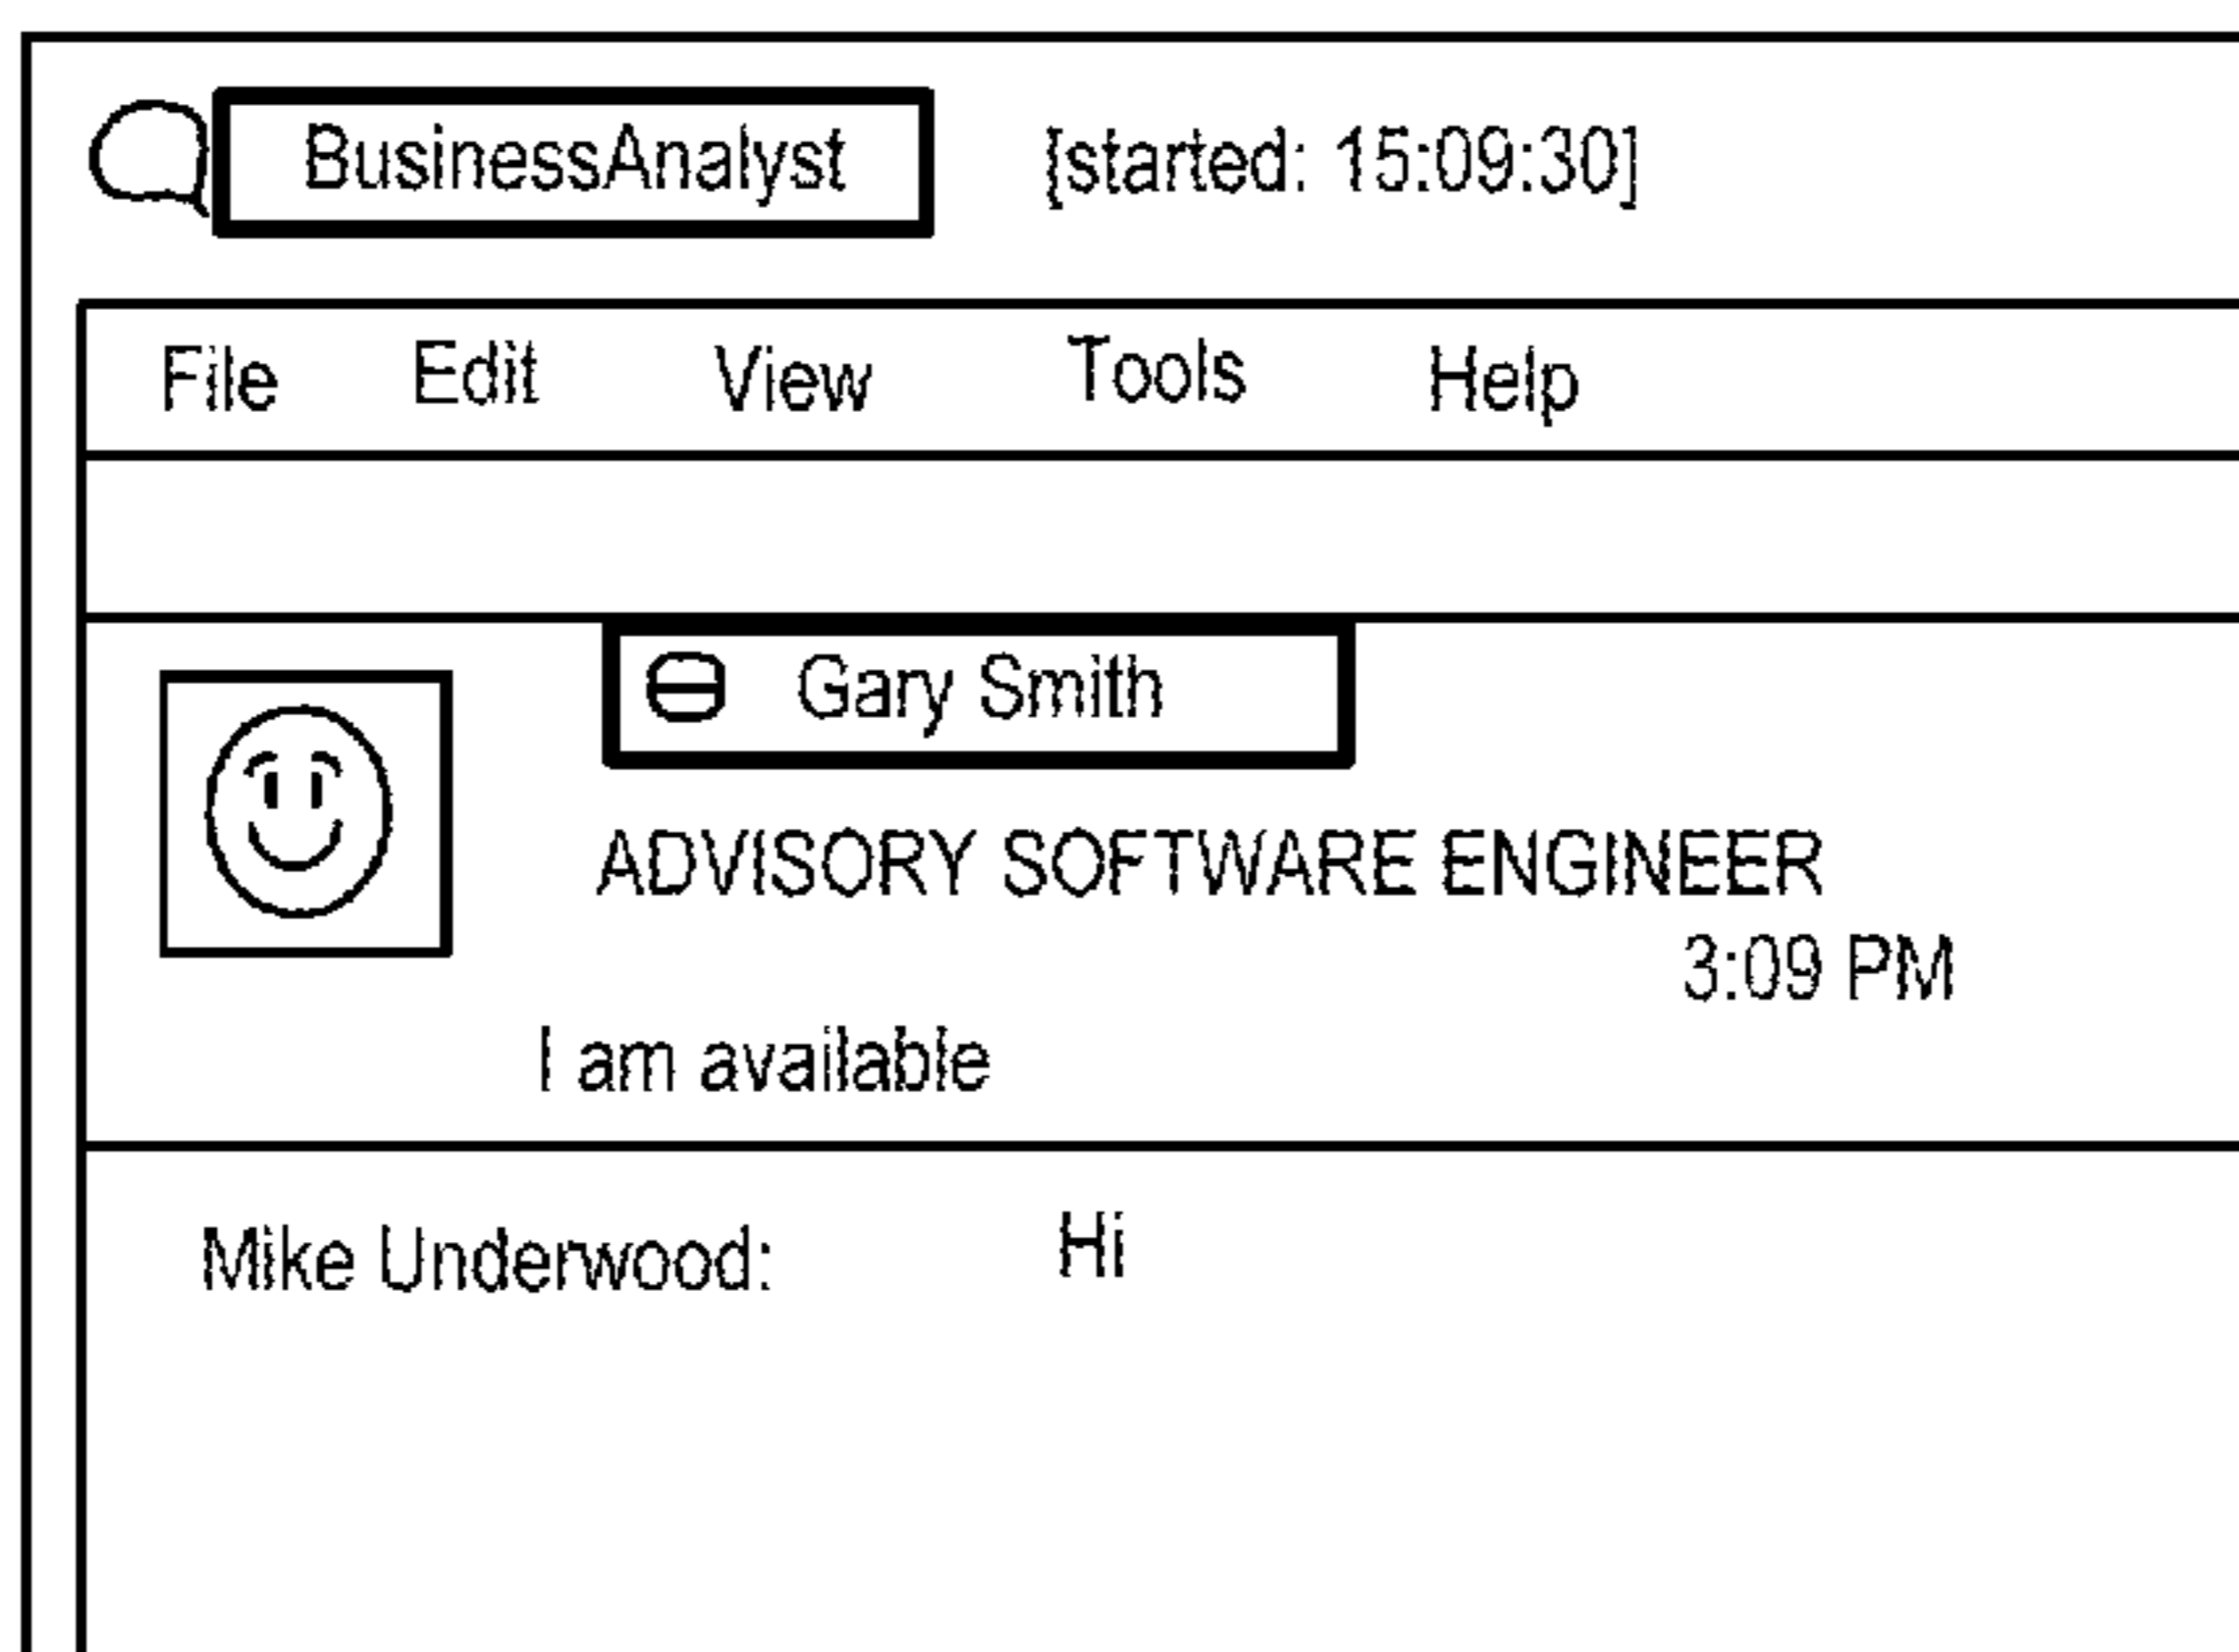 BusinessAnalyst [started: 15:09:30]
File Edit View Tools Help
Gary Smith
ADVISORY SOFTWARE ENGINEER
3:09 PM
I am available
Mike Underwood: Hi